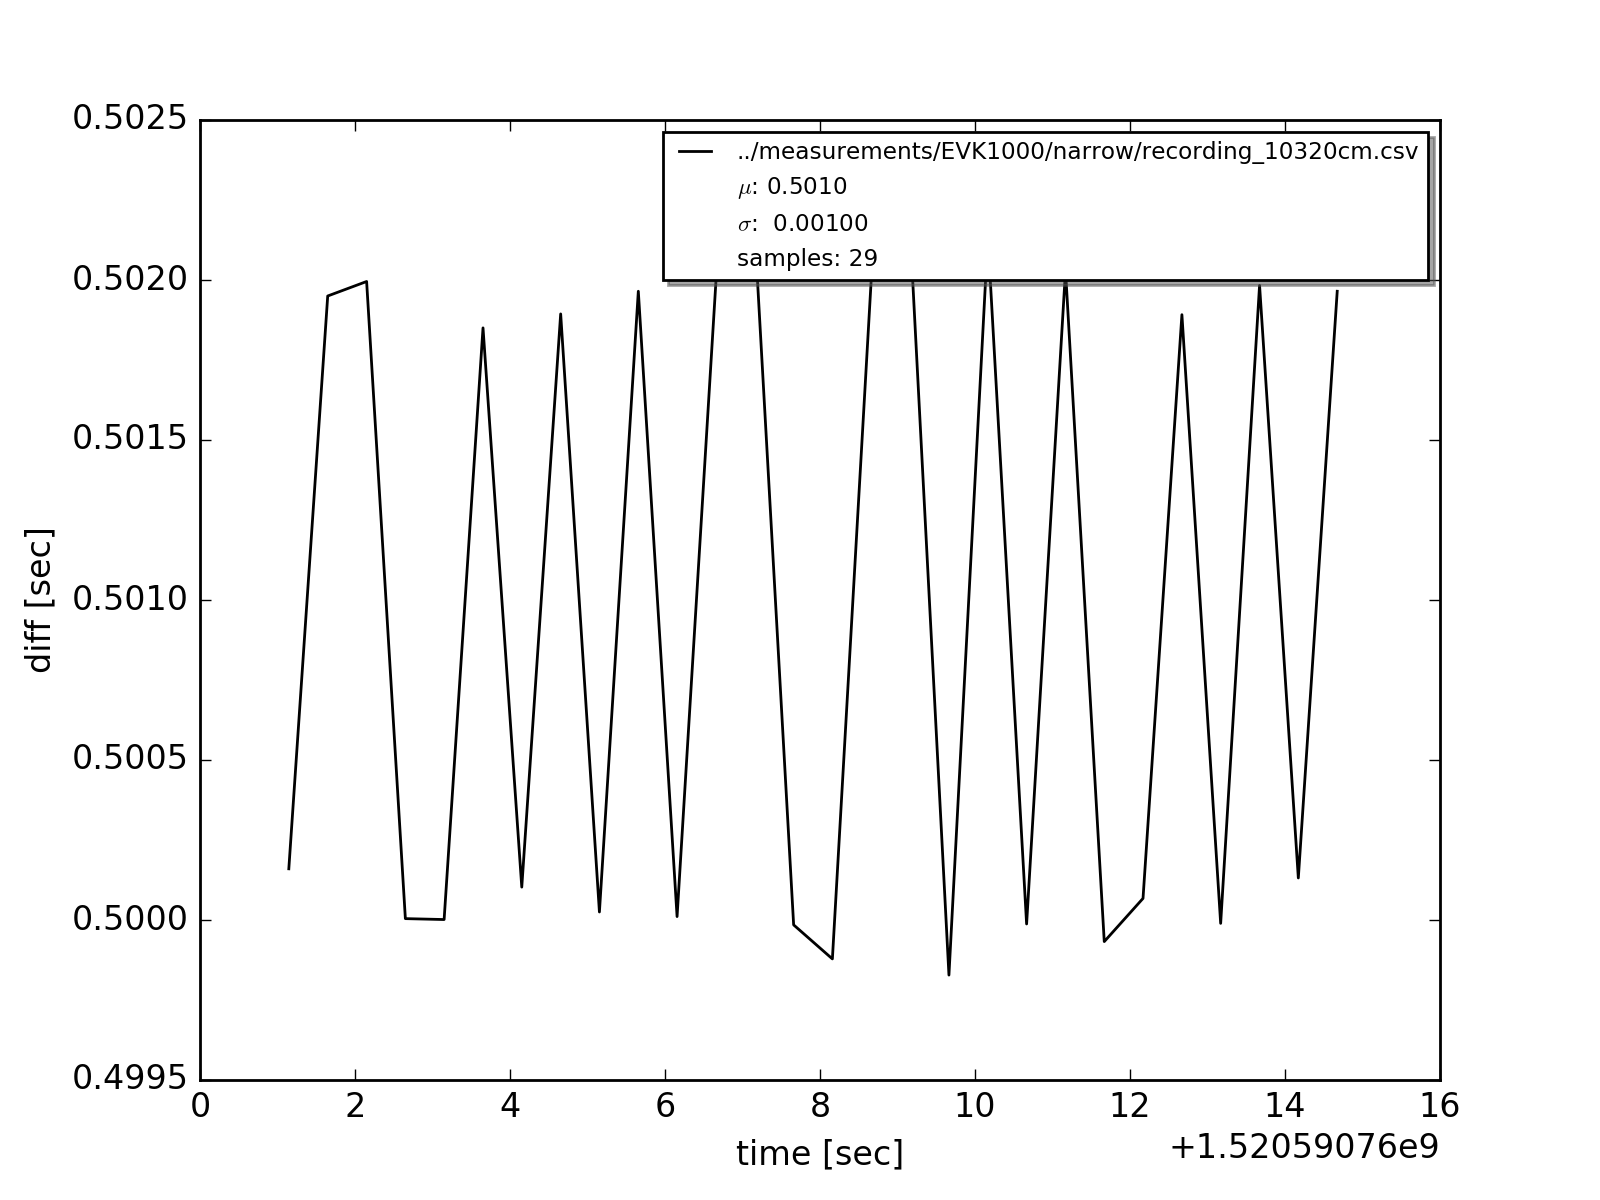 0.5025
0.5020
0.5015
0.5010
0.5005
0.5000
0.4995
diff [sec]
../measurements/EVK1000/narrow/recording_10320cm.csv
μ: 0.5010
σ: 0.00100
samples: 29
0 2 4 6 8 10 12 14 16
time [sec]
+1.52059076e9